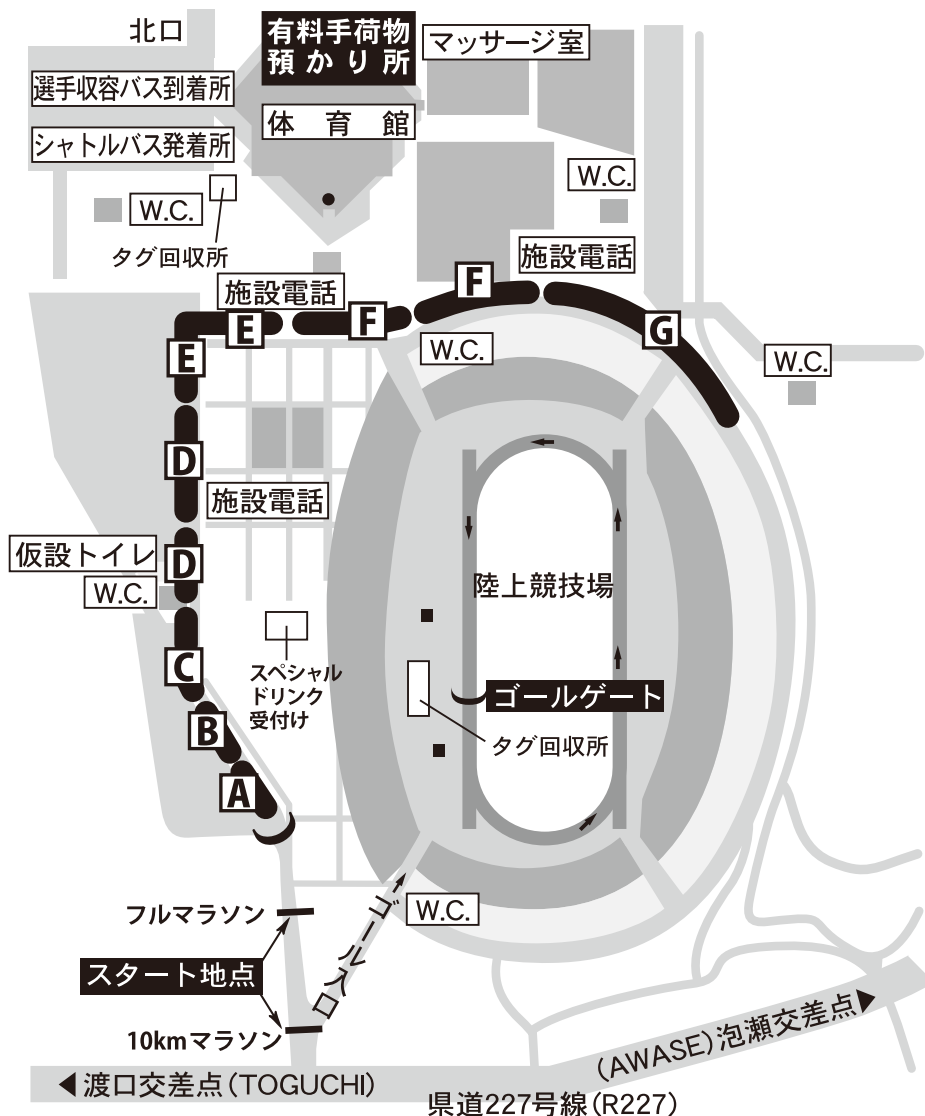 北口
有料手荷物
預かり所
マッサージ室
選手収容バス到着所
体育館
シャトルバス発着所
W.C.
W.C.
タグ回収所
施設電話
施設電話
F
E
F
G
W.C.
W.C.
E
D
施設電話
仮設トイレ
D
W.C.
陸上競技場
C
スペシャル
ドリンク
受付け
ゴールゲート
B
タグ回収所
A
フルマラソン
W.C.
ゴール入口
スタート地点
10kmマラソン
(AWASE)泡瀬交差点▶
◀渡口交差点(TOGUCHI)
県道227号線(R227)